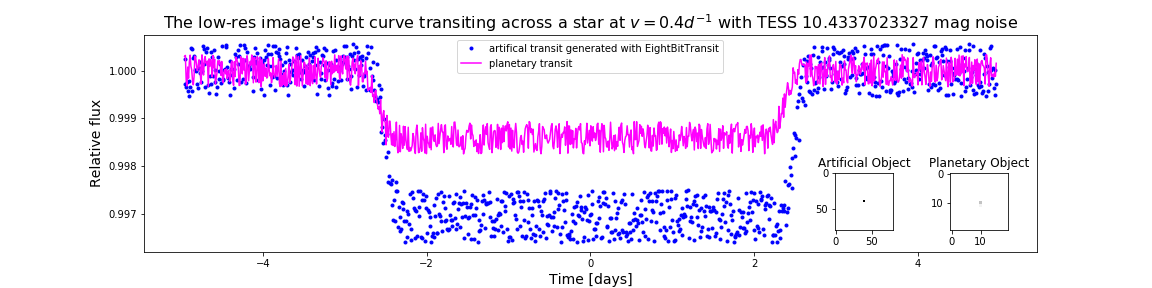 The low-res image's light curve transiting across a star at v = 0.4d⁻¹ with TESS 10.4337023327 mag noise
artifical transit generated with EightBitTransit
planetary transit
Relative flux
1.000
0.999
0.998
0.997
Artificial Object
0
50
0 50
Planetary Object
0
10
0 10
−4 −2 0 2 4
Time [days]